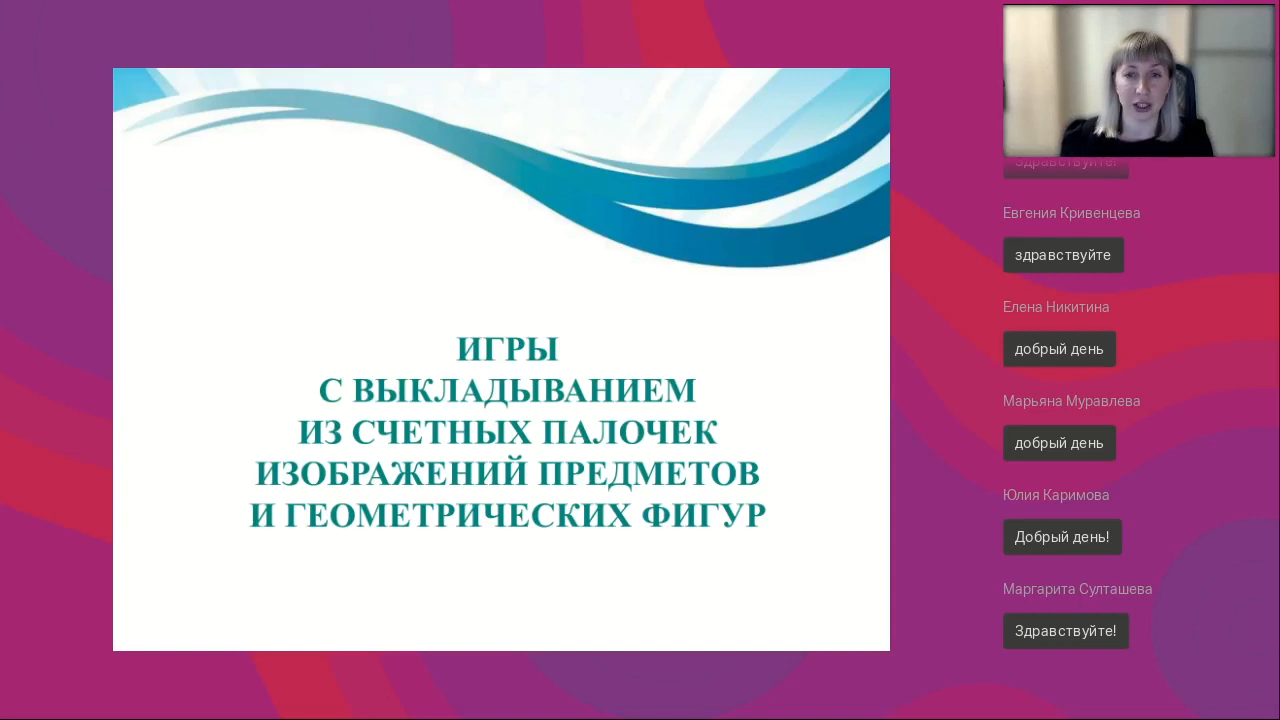 ИГРЫ
С ВЫКЛАДЫВАНИЕМ
ИЗ СЧЕТНЫХ ПАЛОЧЕК
ИЗОБРАЖЕНИЙ ПРЕДМЕТОВ
И ГЕОМЕТРИЧЕСКИХ ФИГУР
здравствуйте!
Евгения Кривенцева
здравствуйте
Елена Никитина
добрый день
Марьяна Муравлева
добрый день
Юлия Каримова
Добрый день!
Маргарита Султашева
Здравствуйте!